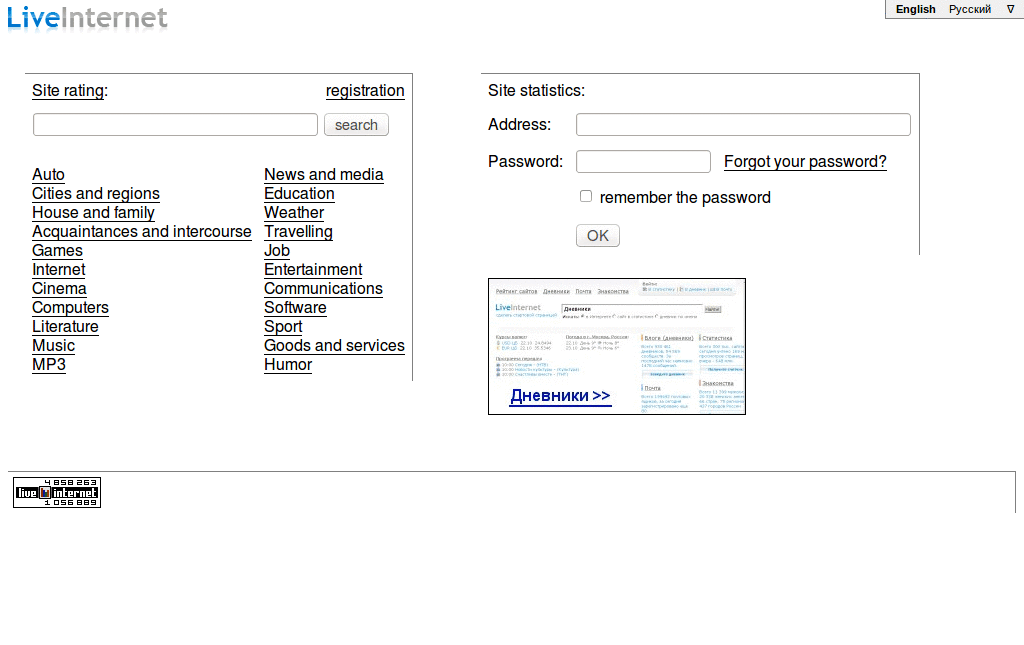 LiveInternet
English Русский ∇
Site rating: registration
search
Auto
Cities and regions
House and family
Acquaintances and intercourse
Games
Internet
Cinema
Computers
Literature
Music
MP3
News and media
Education
Weather
Travelling
Job
Entertainment
Communications
Software
Sport
Goods and services
Humor
Site statistics:
Address:
Password: Forgot your password?
remember the password
OK
Рейтинг сайтов Дневники Почта Знакомства
LiveInternet
Дневники
Блоги (дневники)
Статистика
Почта
Знакомства
Дневники >>
4 858 263
live internet
1 056 889